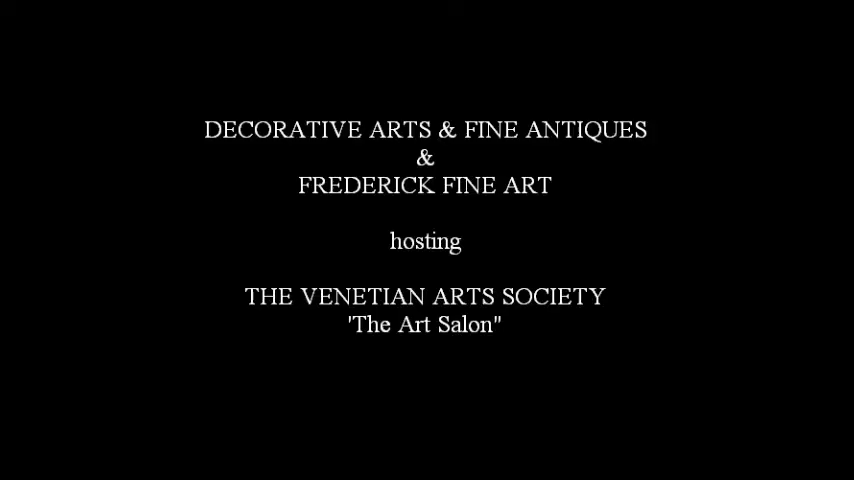 DECORATIVE ARTS & FINE ANTIQUES
&
FREDERICK FINE ART
hosting
THE VENETIAN ARTS SOCIETY
'The Art Salon"